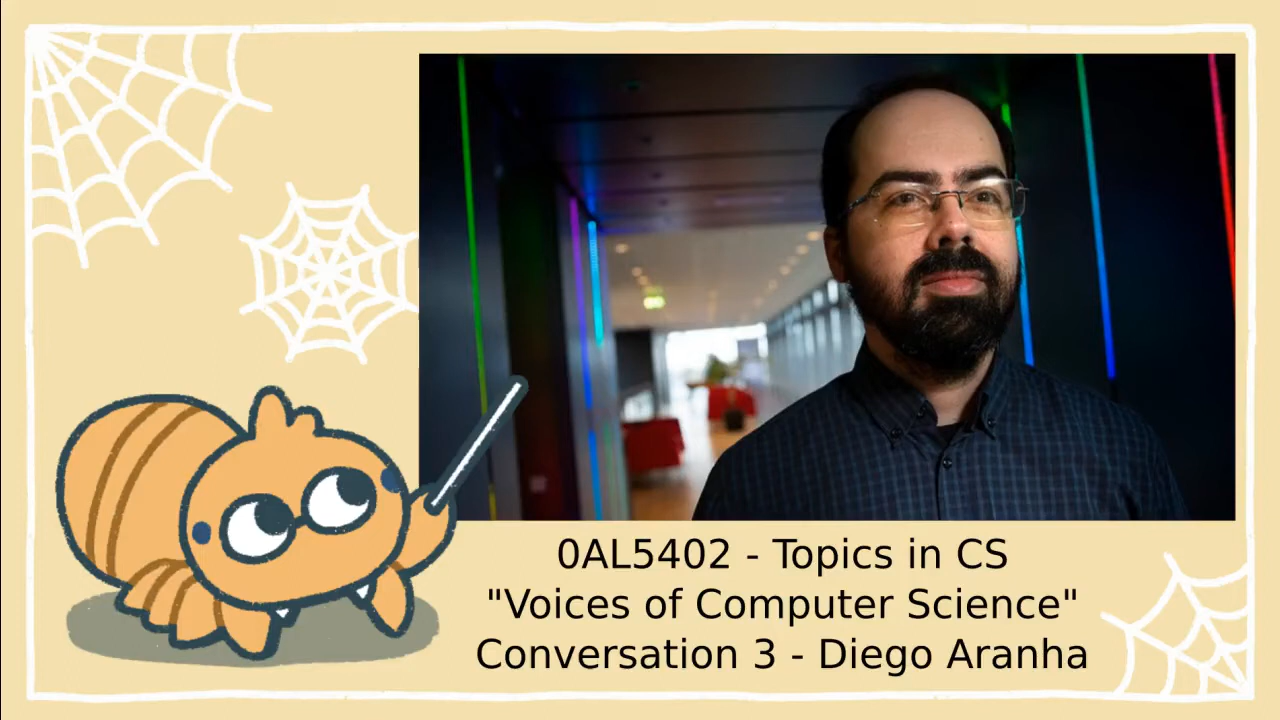 0AL5402 - Topics in CS
"Voices of Computer Science"
Conversation 3 - Diego Aranha